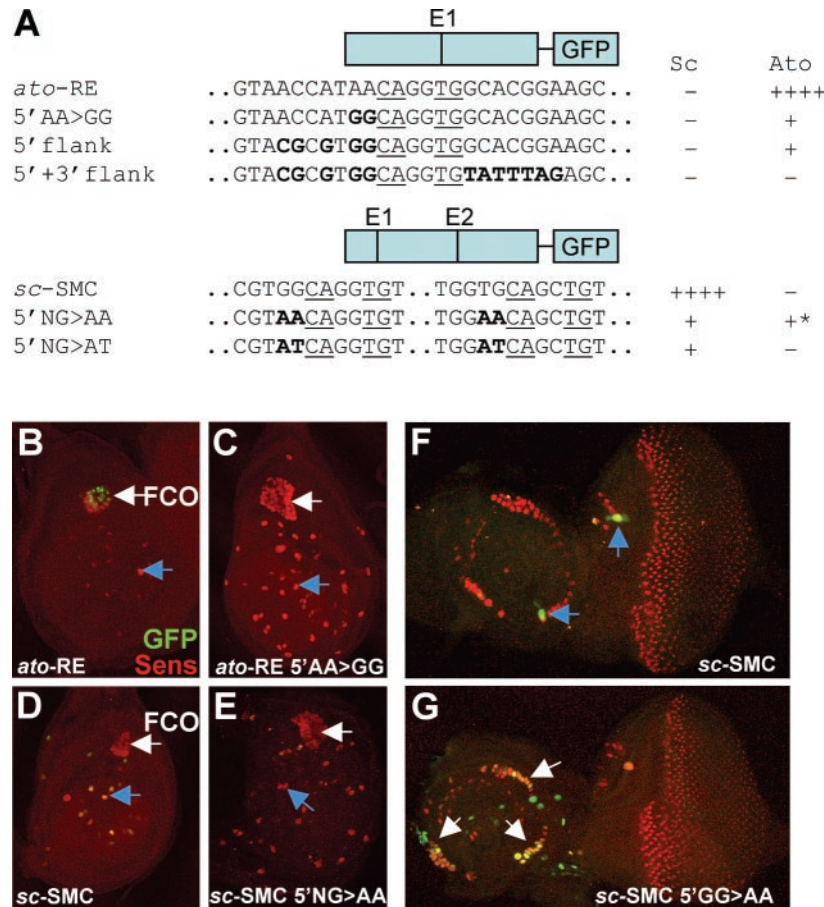 A
E1
GFP
Sc Ato
ato-RE ..GTAACCATAACAGGTGGCACGGAAGC.. – ++++
5'AA>GG ..GTAACCATGGCAGGTGGCACGGAAGC.. – +
5'flank ..GTACGCGTGGCAGGTGGCACGGAAGC.. – +
5'+3'flank ..GTACGCGTGGCAGGTGTATTTAGAGC.. – –
E1 E2
GFP
sc-SMC ..CGTGGCAGGTGT..TGGTGCAGCTGT.. ++++ –
5'NG>AA ..CGTAACAGGTGT..TGGAACAGCTGT.. + +*
5'NG>AT ..CGTATCAGGTGT..TGGATCAGCTGT.. + –
B
FCO
GFP
Sens
ato-RE
C
ato-RE 5'AA>GG
F
sc-SMC
D
FCO
sc-SMC
E
sc-SMC 5'NG>AA
G
sc-SMC 5'GG>AA